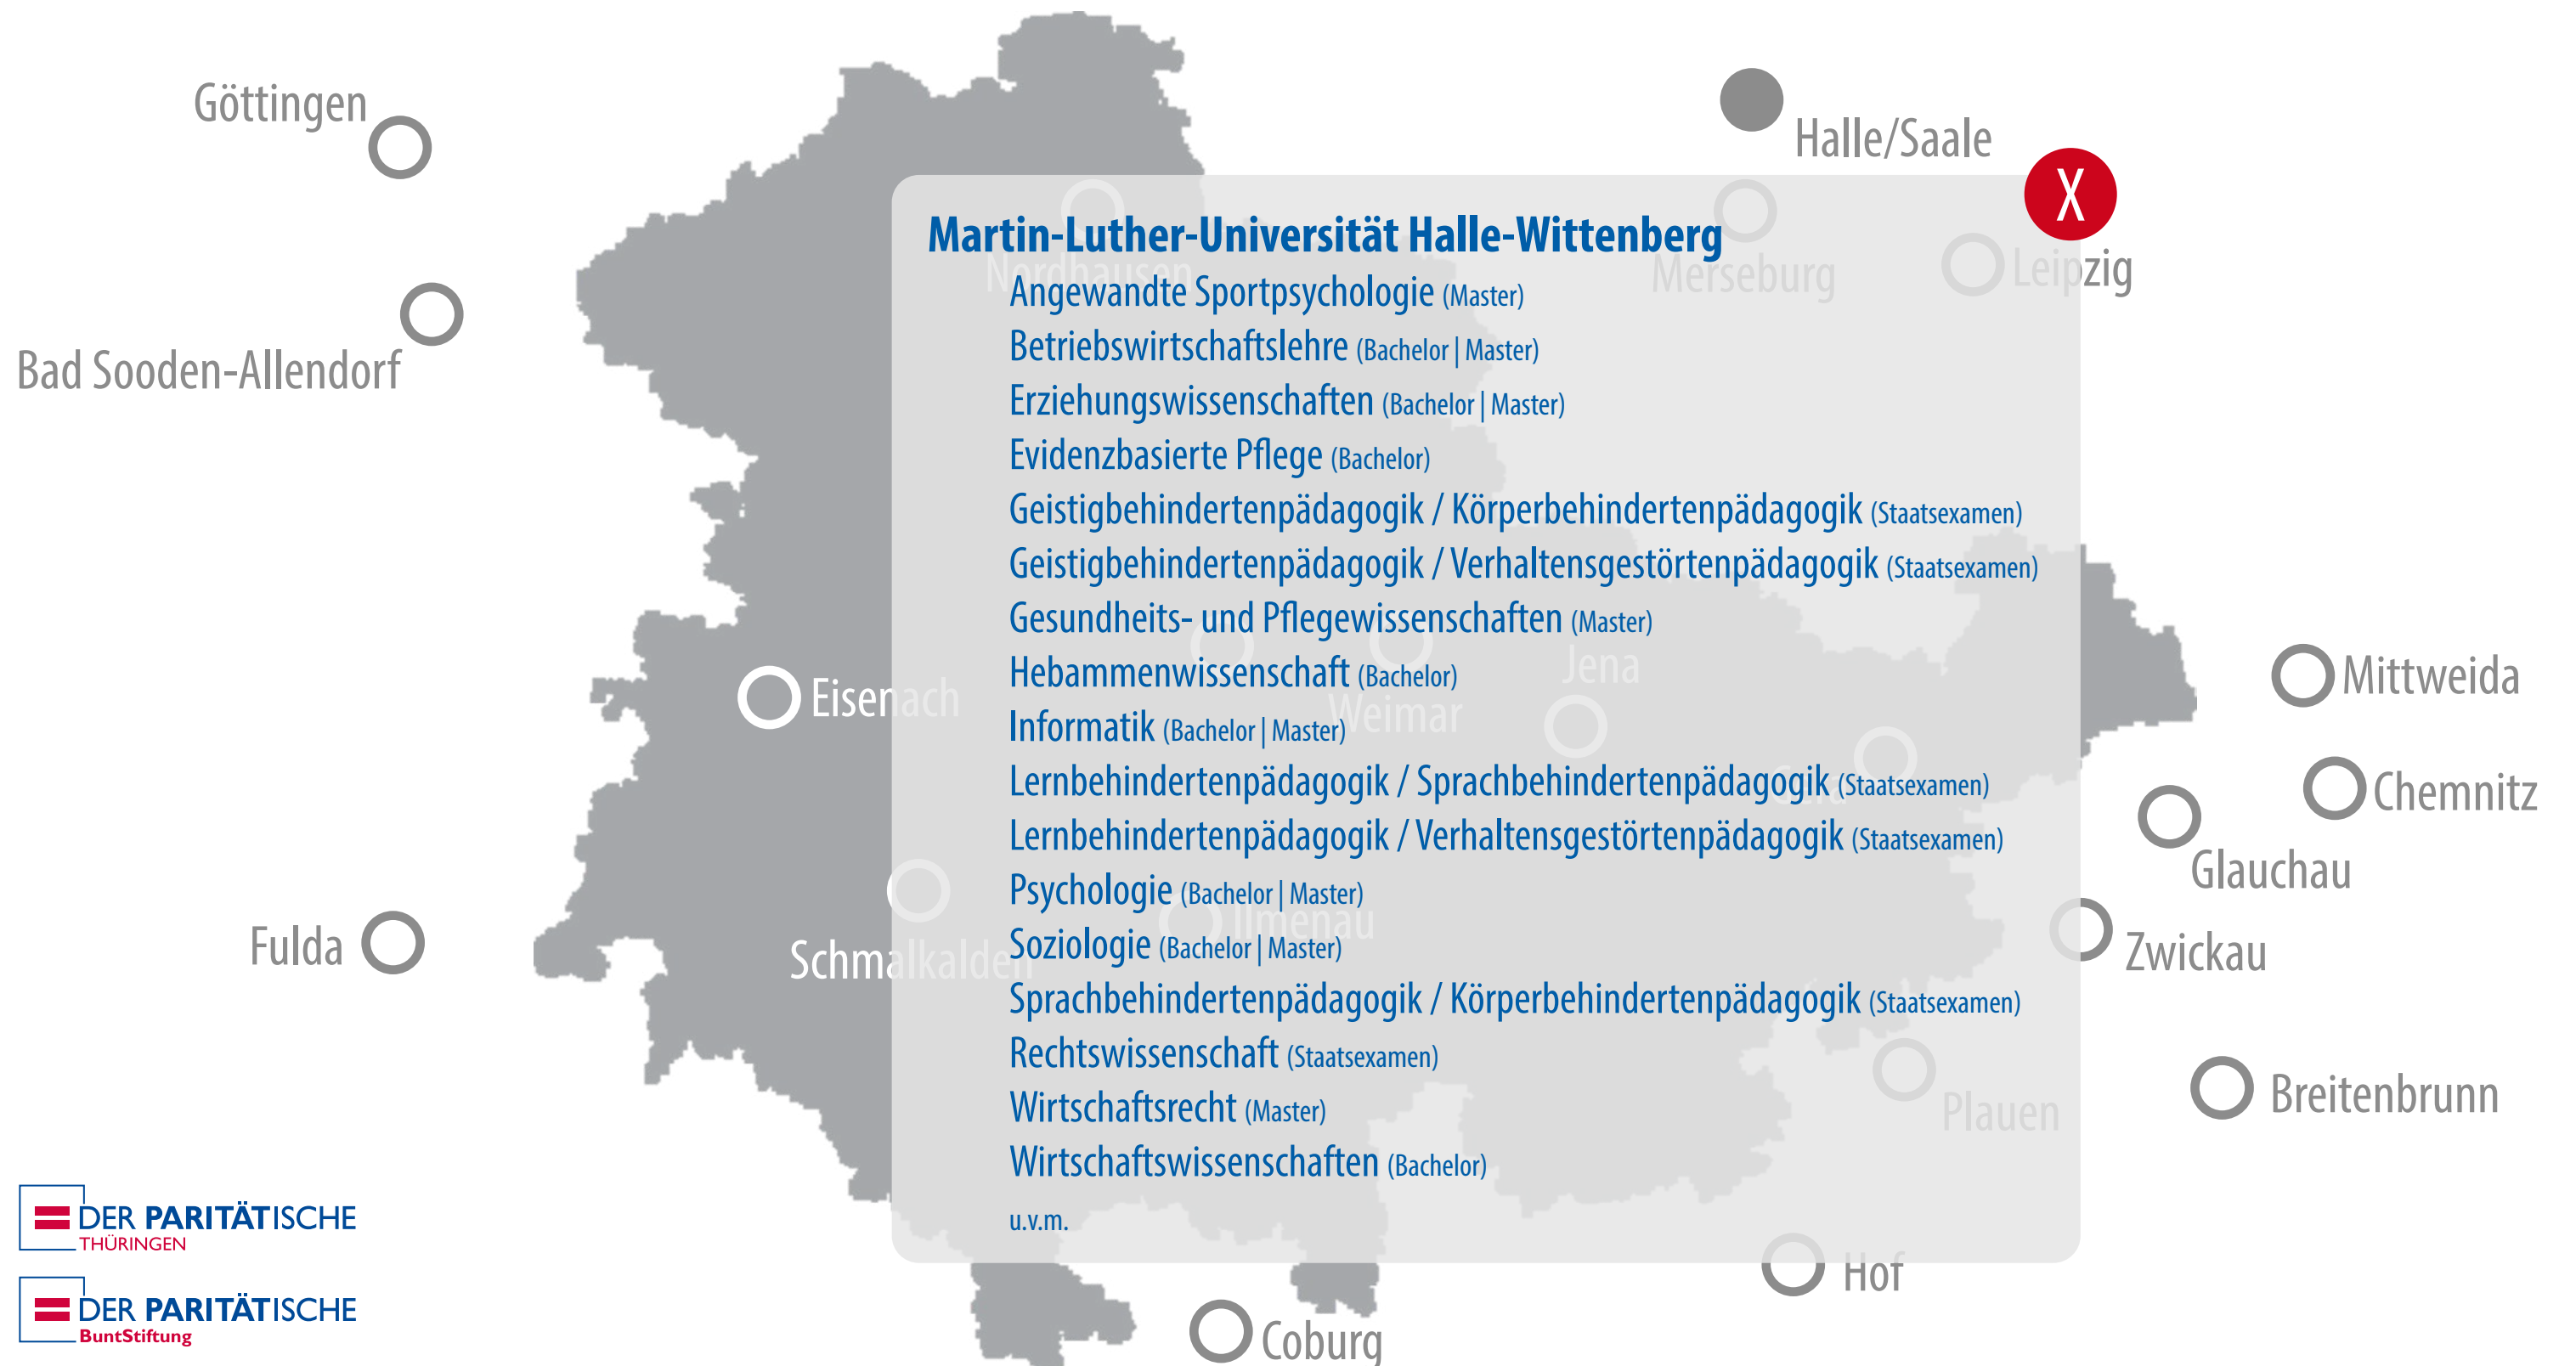 Göttingen
Halle/Saale
X
Martin-Luther-Universität Halle-Wittenberg
Nordhausen
Merseburg
Leipzig
Angewandte Sportpsychologie (Master)
Betriebswirtschaftslehre (Bachelor | Master)
Bad Sooden-Allendorf
Erziehungswissenschaften (Bachelor | Master)
Evidenzbasierte Pflege (Bachelor)
Geistigbehindertenpädagogik / Körperbehindertenpädagogik (Staatsexamen)
Geistigbehindertenpädagogik / Verhaltensgestörtenpädagogik (Staatsexamen)
Gesundheits- und Pflegewissenschaften (Master)
Jena
Hebammenwissenschaft (Bachelor)
Mittweida
Eisenach
Weimar
Informatik (Bachelor | Master)
Lernbehindertenpädagogik / Sprachbehindertenpädagogik (Staatsexamen)
Gera
Chemnitz
Lernbehindertenpädagogik / Verhaltensgestörtenpädagogik (Staatsexamen)
Glauchau
Psychologie (Bachelor | Master)
Ilmenau
Fulda
Soziologie (Bachelor | Master)
Schmalkalden
Zwickau
Sprachbehindertenpädagogik / Körperbehindertenpädagogik (Staatsexamen)
Rechtswissenschaft (Staatsexamen)
Breitenbrunn
Wirtschaftsrecht (Master)
Plauen
Wirtschaftswissenschaften (Bachelor)
u.v.m.
DER PARITÄTISCHE
THÜRINGEN
Hof
DER PARITÄTISCHE
BuntStiftung
Coburg